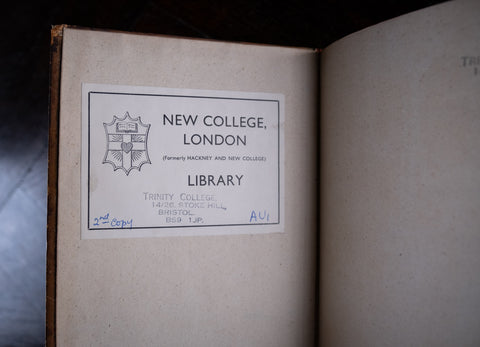 NEW COLLEGE,
LONDON
(formerly HACKNEY AND NEW COLLEGE)
LIBRARY
TRINITY COLLEGE,
14/28, STOKE HILL,
BRISTOL.
BS9 1JP.
2nd Copy
AU1